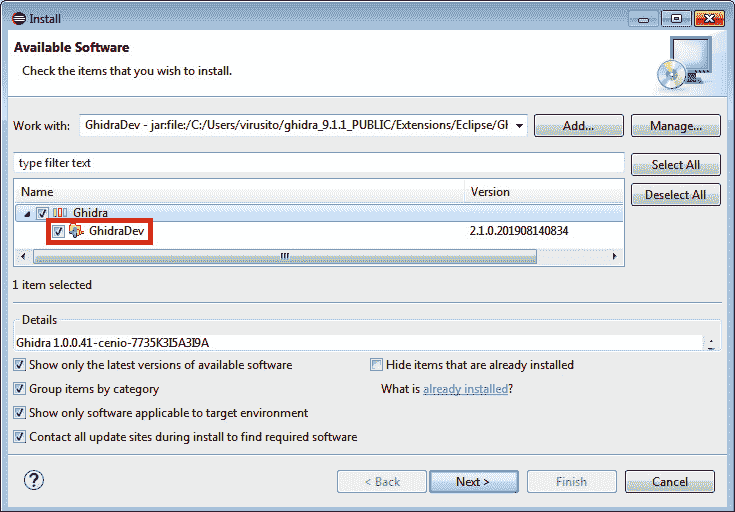 Install
Available Software
Check the items that you wish to install.
Work with: GhidraDev - jar:file:/C:/Users/virusito/ghidra_9.1.1_PUBLIC/Extensions/Eclipse/Gh Add... Manage...
type filter text Select All
Name Version Deselect All
Ghidra
GhidraDev 2.1.0.201908140834
1 item selected
Details
Ghidra 1.0.0.41-cenio-7735K3I5A3I9A
Show only the latest versions of available software Hide items that are already installed
Group items by category What is already installed?
Show only software applicable to target environment
Contact all update sites during install to find required software
? < Back Next > Finish Cancel